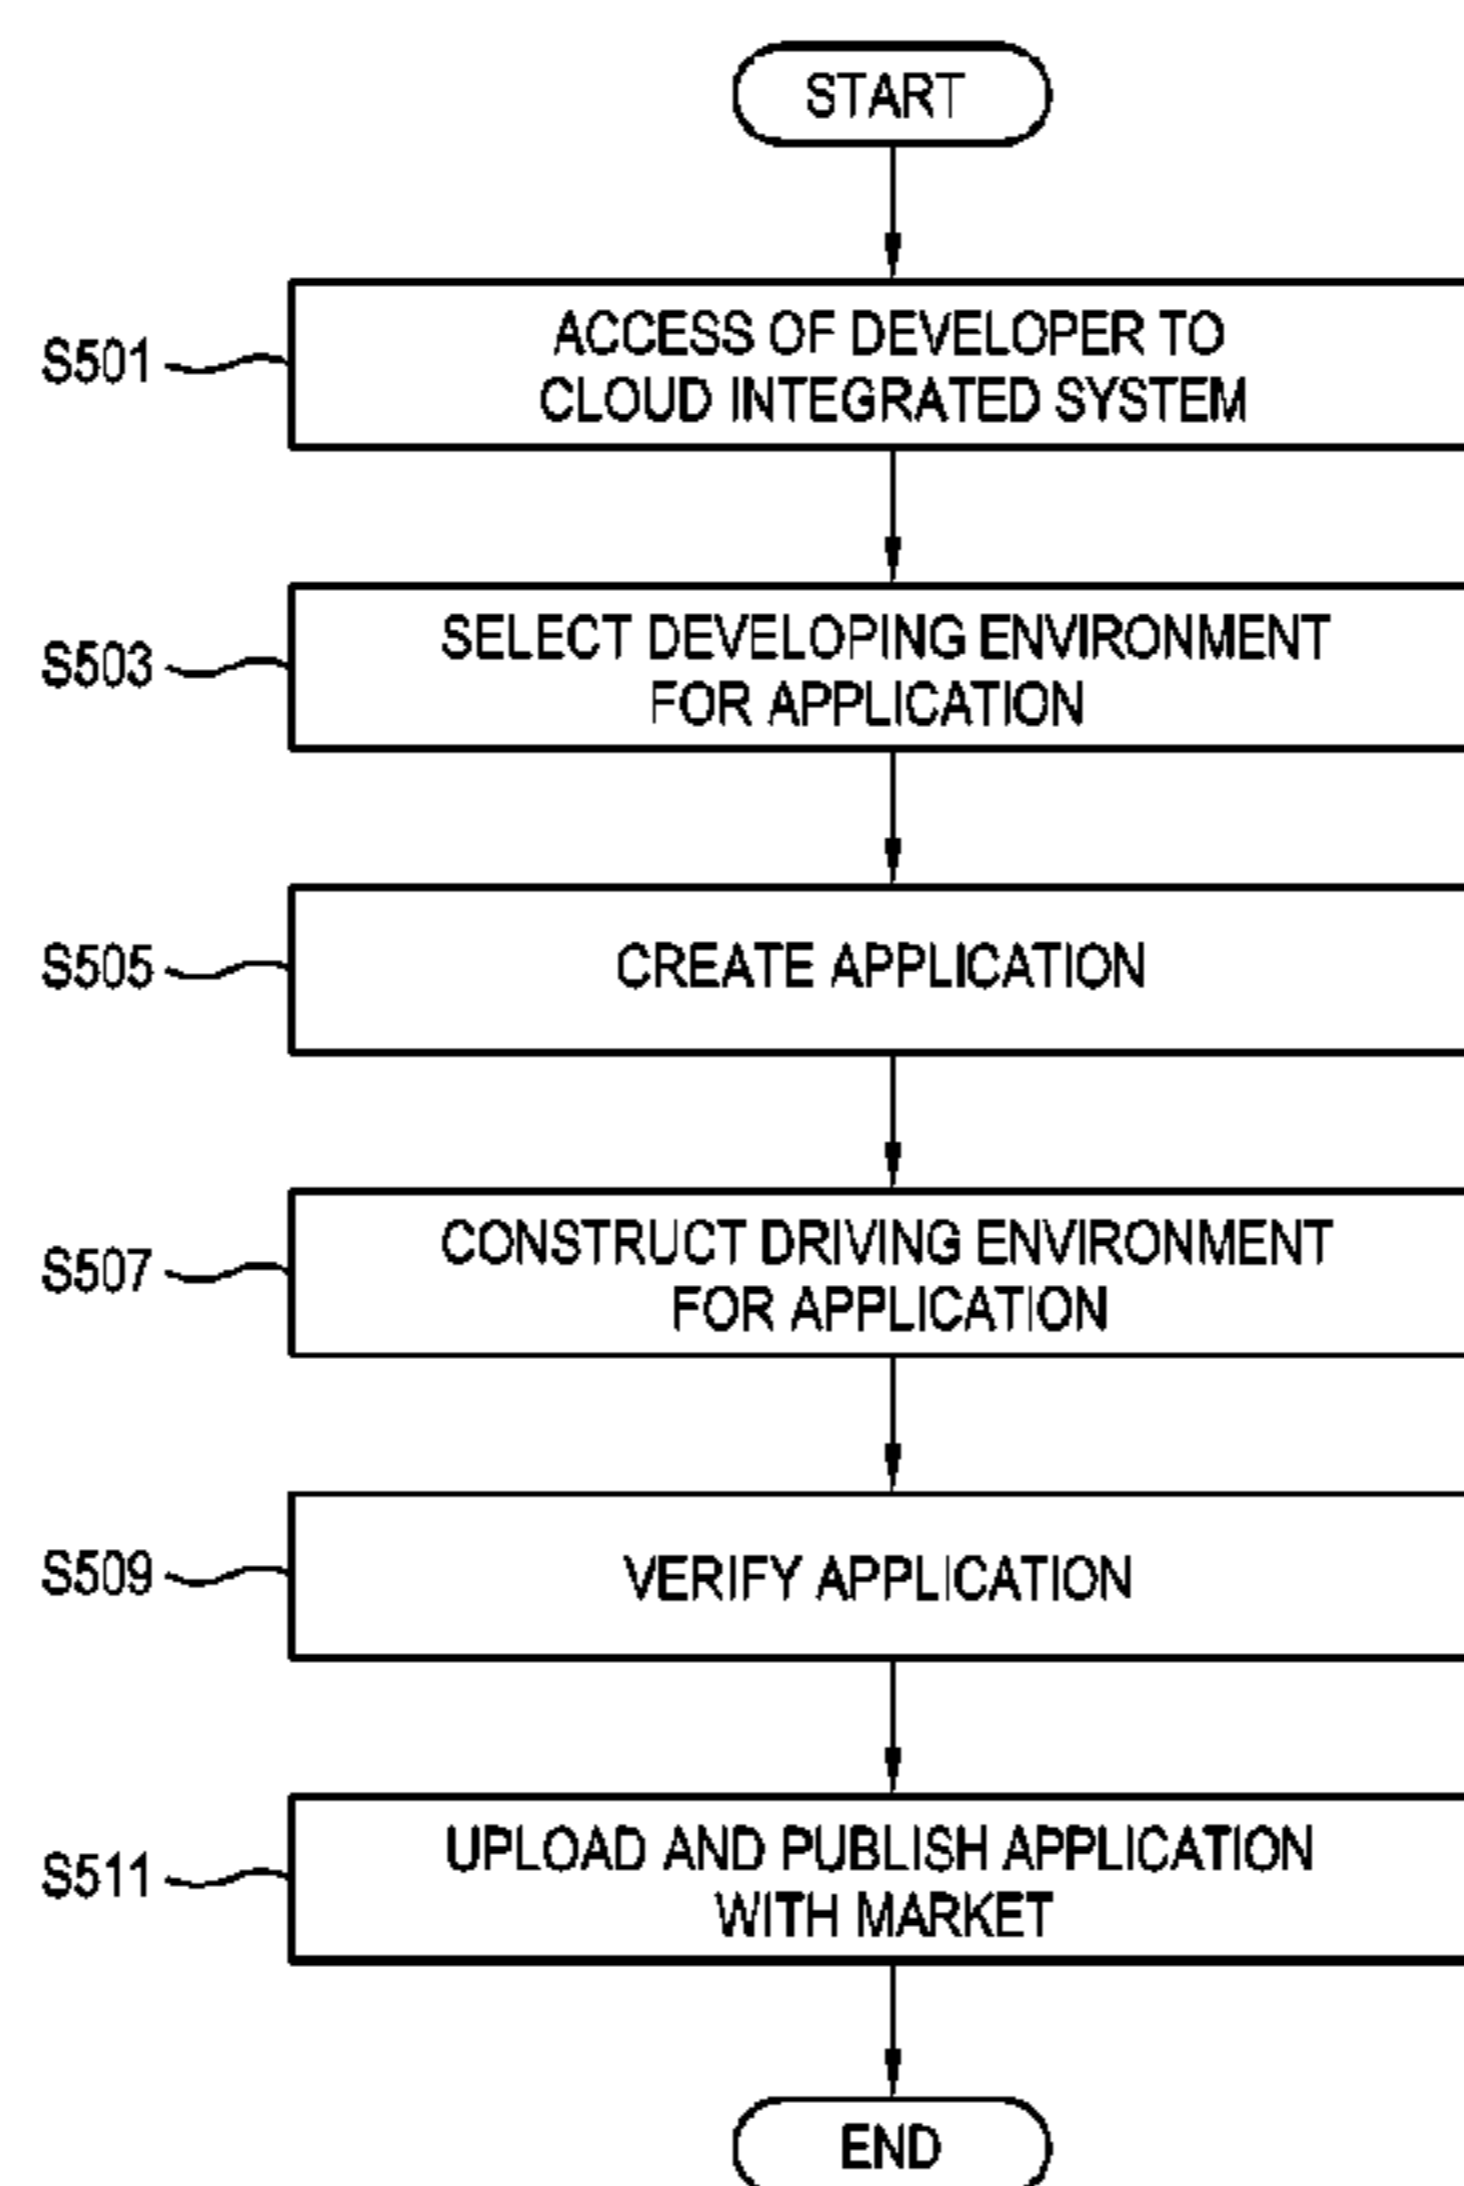 START
S501
ACCESS OF DEVELOPER TO
CLOUD INTEGRATED SYSTEM
S503
SELECT DEVELOPING ENVIRONMENT
FOR APPLICATION
S505
CREATE APPLICATION
S507
CONSTRUCT DRIVING ENVIRONMENT
FOR APPLICATION
S509
VERIFY APPLICATION
S511
UPLOAD AND PUBLISH APPLICATION
WITH MARKET
END